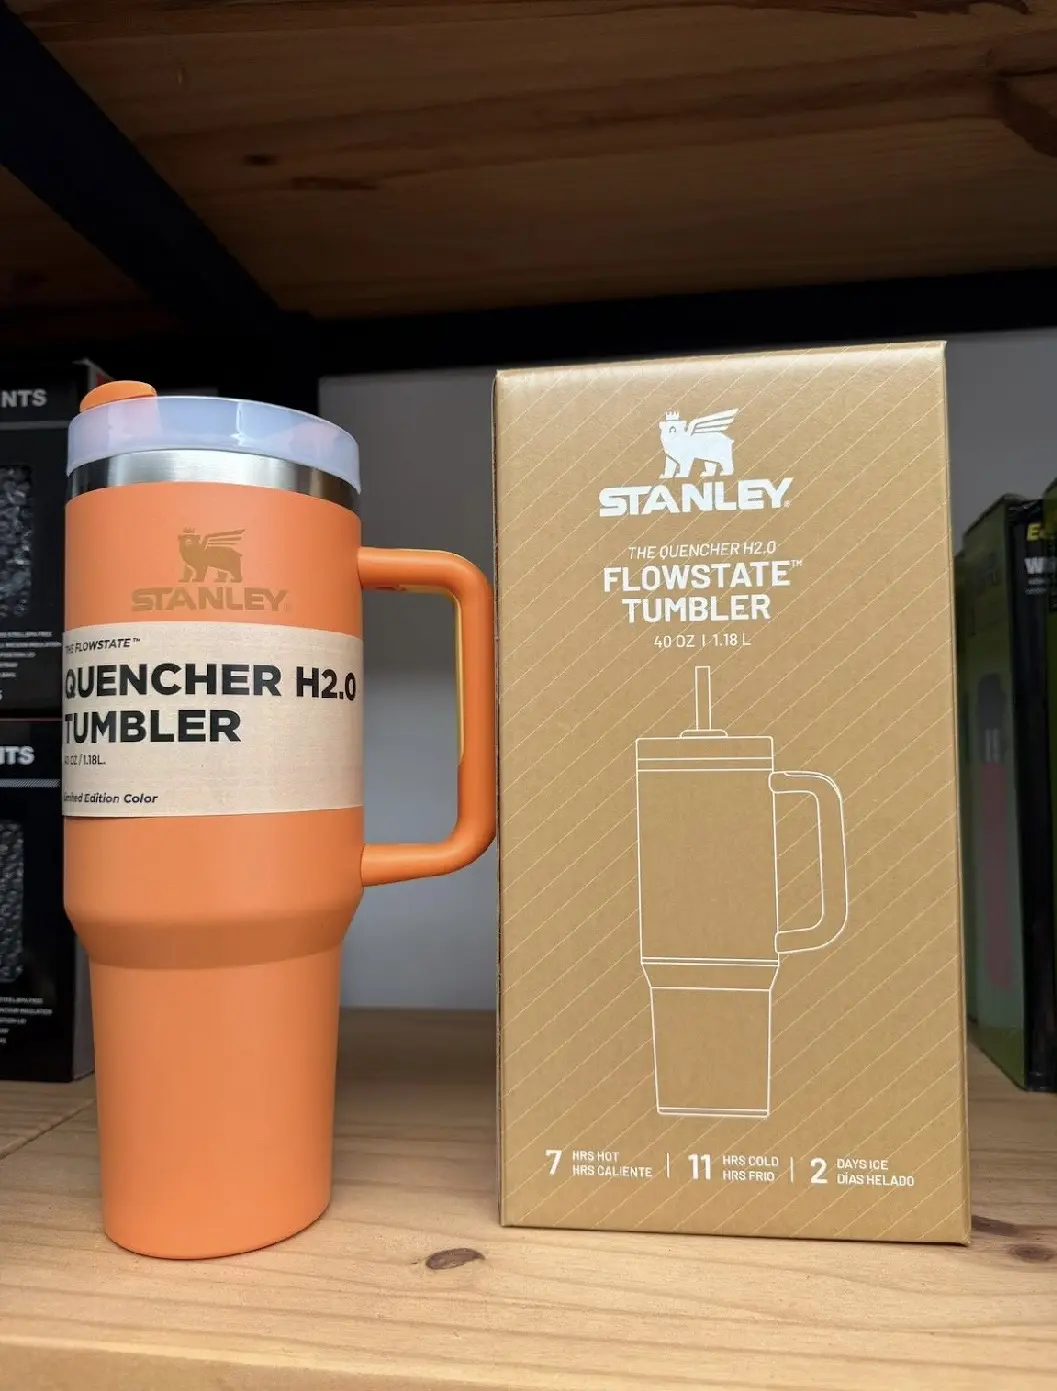 NTS
STANLEY
THE FLOWSTATE™
QUENCHER H2.0
TUMBLER
40 OZ / 1.18L.
Limited Edition Color
NTS
STANLEY®
THE QUENCHER H2.0
FLOWSTATE™
TUMBLER
40 OZ | 1.18 L
7 HRS HOT
HRS CALIENTE
11 HRS COLD
HRS FRIO
2 DAYS ICE
DÍAS HELADO